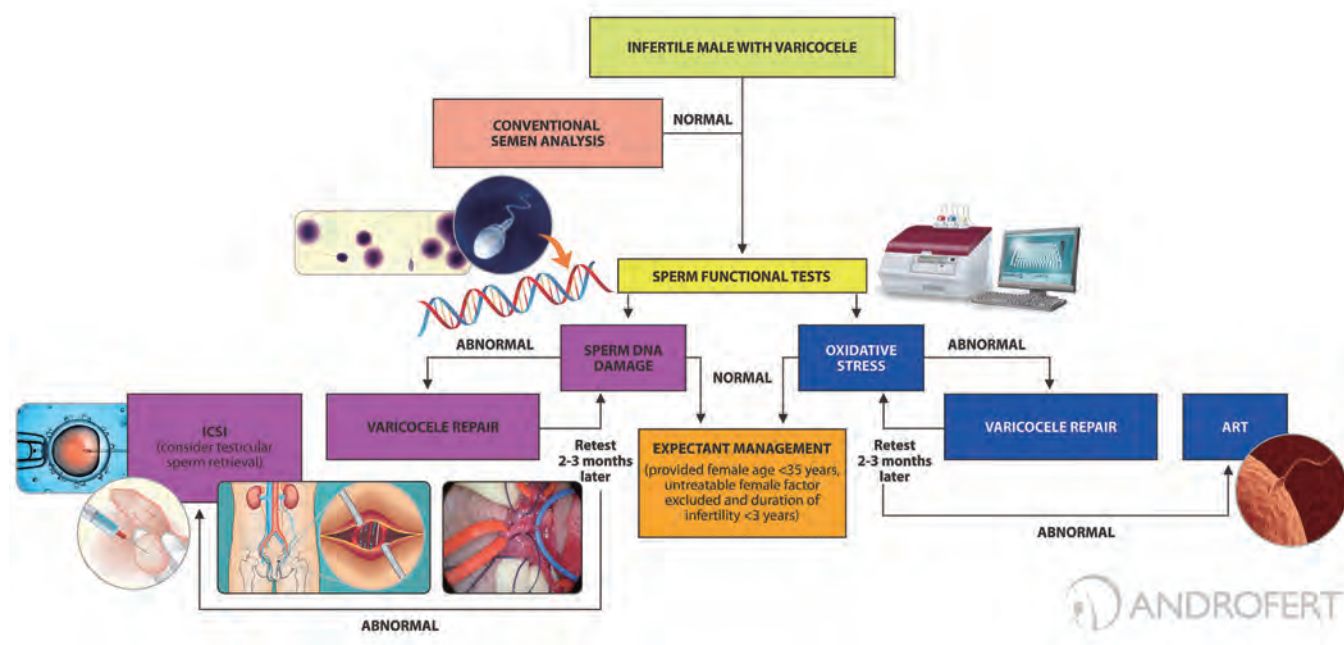 INFERTILE MALE WITH VARICOCELE
CONVENTIONAL
SEMEN ANALYSIS
NORMAL
SPERM FUNCTIONAL TESTS
ABNORMAL
SPERM DNA
DAMAGE
NORMAL
OXIDATIVE
STRESS
ABNORMAL
ICSI
(consider testicular
sperm retrieval)
VARICOCELE REPAIR
Retest
2-3 months
later
EXPECTANT MANAGEMENT
(provided female age <35 years,
untreatable female factor
excluded and duration of
infertility <3 years)
Retest
2-3 months
later
VARICOCELE REPAIR
ART
ABNORMAL
ABNORMAL
ANDROFERT